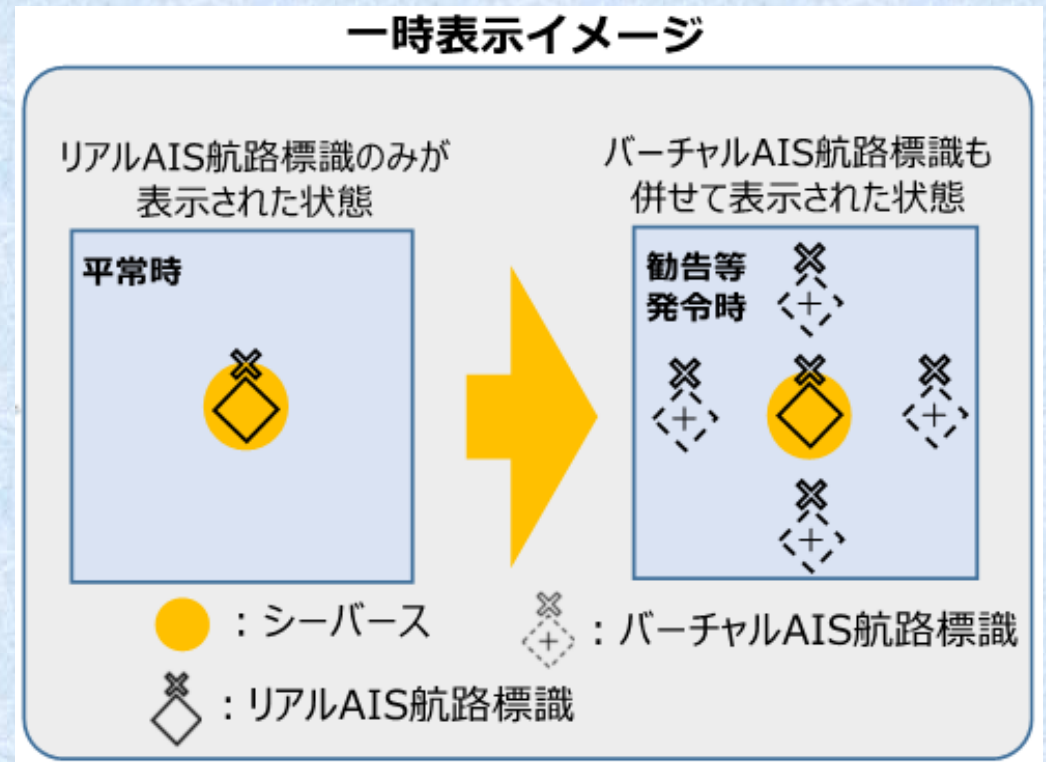 一時表示イメージ
リアルAIS航路標識のみが
表示された状態
バーチャルAIS航路標識も
併せて表示された状態
平常時
勧告等
発令時
：シーバース
：バーチャルAIS航路標識
：リアルAIS航路標識